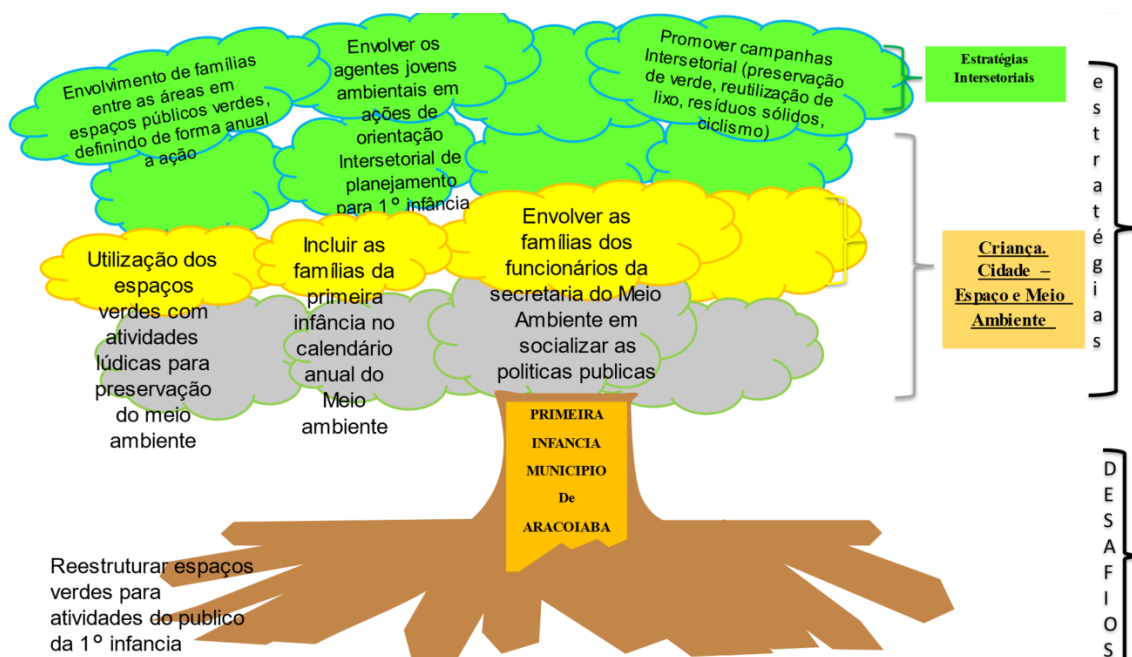 Envolvimento de famílias
entre as áreas em
espaços públicos verdes,
definindo de forma anual
a ação
Envolver os
agentes jovens
ambientais em
ações de
orientação
Intersetorial de
planejamento
para 1º infância
Promover campanhas
Intersetorial (preservação
de verde, reutilização de
lixo, resíduos sólidos,
ciclismo)
Estratégias
Intersetoriais
estratégias
Utilização dos
espaços
verdes com
atividades
lúdicas para
preservação
do meio
ambiente
Incluir as
famílias da
primeira
infância no
calendário
anual do
Meio
ambiente
Envolver as
famílias dos
funcionários da
secretaria do Meio
Ambiente em
socializar as
politicas publicas
Criança.
Cidade –
Espaço e Meio
Ambiente
PRIMEIRA
INFANCIA
MUNICIPIO
De
ARACOIABA
DESAFIOS
Reestruturar espaços
verdes para
atividades do publico
da 1º infancia